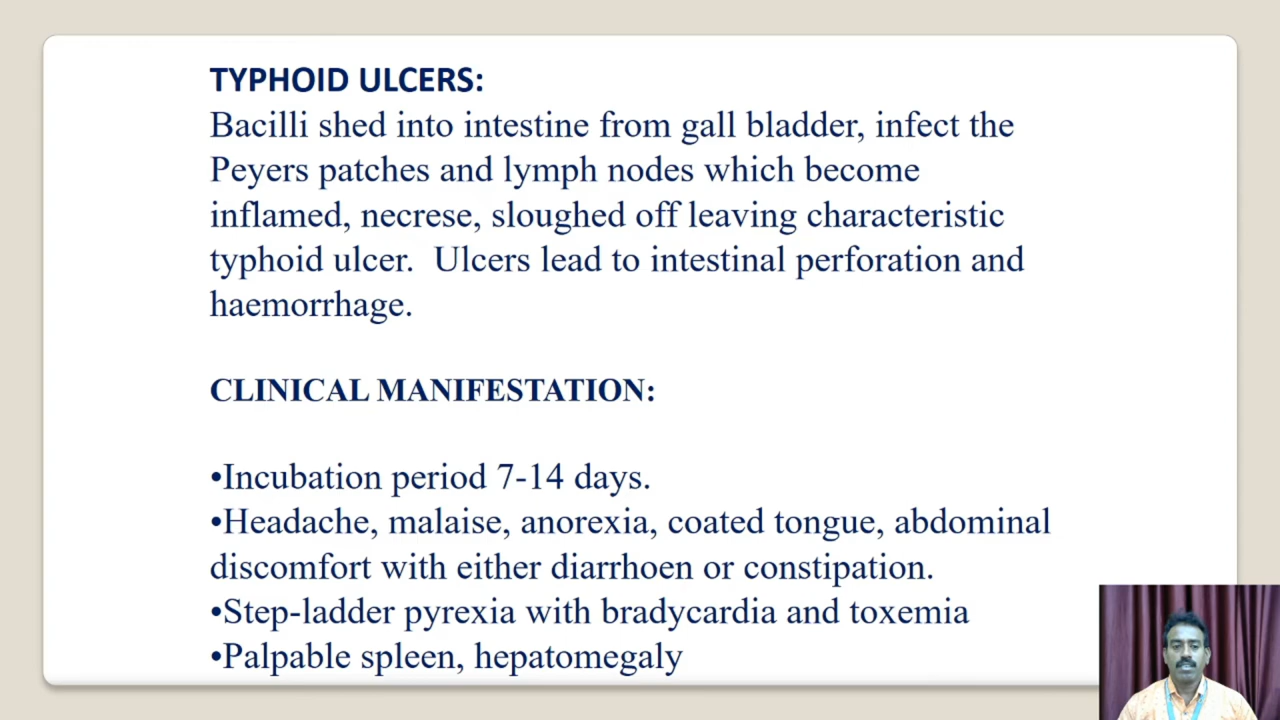 TYPHOID ULCERS:
Bacilli shed into intestine from gall bladder, infect the
Peyers patches and lymph nodes which become
inflamed, necrese, sloughed off leaving characteristic
typhoid ulcer.  Ulcers lead to intestinal perforation and
haemorrhage.
CLINICAL MANIFESTATION:
•Incubation period 7-14 days.
•Headache, malaise, anorexia, coated tongue, abdominal
discomfort with either diarrhoen or constipation.
•Step-ladder pyrexia with bradycardia and toxemia
•Palpable spleen, hepatomegaly